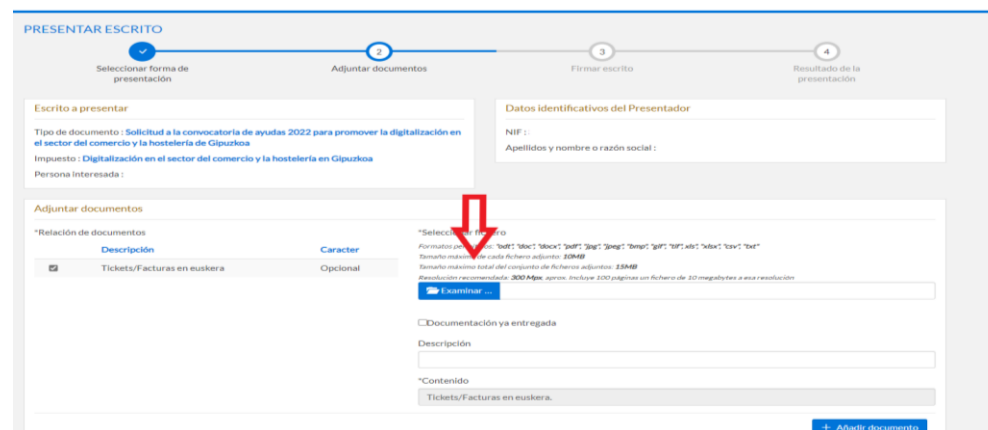 PRESENTAR ESCRITO
2
3
4
Seleccionar forma de
presentación
Adjuntar documentos
Firmar escrito
Resultado de la
presentación
Escrito a presentar
Tipo de documento : Solicitud a la convocatoria de ayudas 2022 para promover la digitalización en
el sector del comercio y la hostelería de Gipuzkoa
Impuesto : Digitalización en el sector del comercio y la hostelería en Gipuzkoa
Persona interesada :
Datos identificativos del Presentador
NIF :
Apellidos y nombre o razón social :
Adjuntar documentos
*Relación de documentos
Descripción Caracter
Tickets/Facturas en euskera Opcional
*Seleccionar fichero
Formatos : "odt", "doc", "docx", "pdf", "jpg", "jpeg", "bmp", "gif", "tif", xls", "xlsx", "csv", "txt"
Tamaño máximo de cada fichero adjunto: 10MB
Tamaño máximo total del conjunto de ficheros adjuntos: 15MB
Resolución recomendada: 300 Mpx, aprox. Incluye 100 páginas un fichero de 10 megabytes a esa resolución
Examinar ...
Documentación ya entregada
Descripción
*Contenido
Tickets/Facturas en euskera.
+ Añadir documento